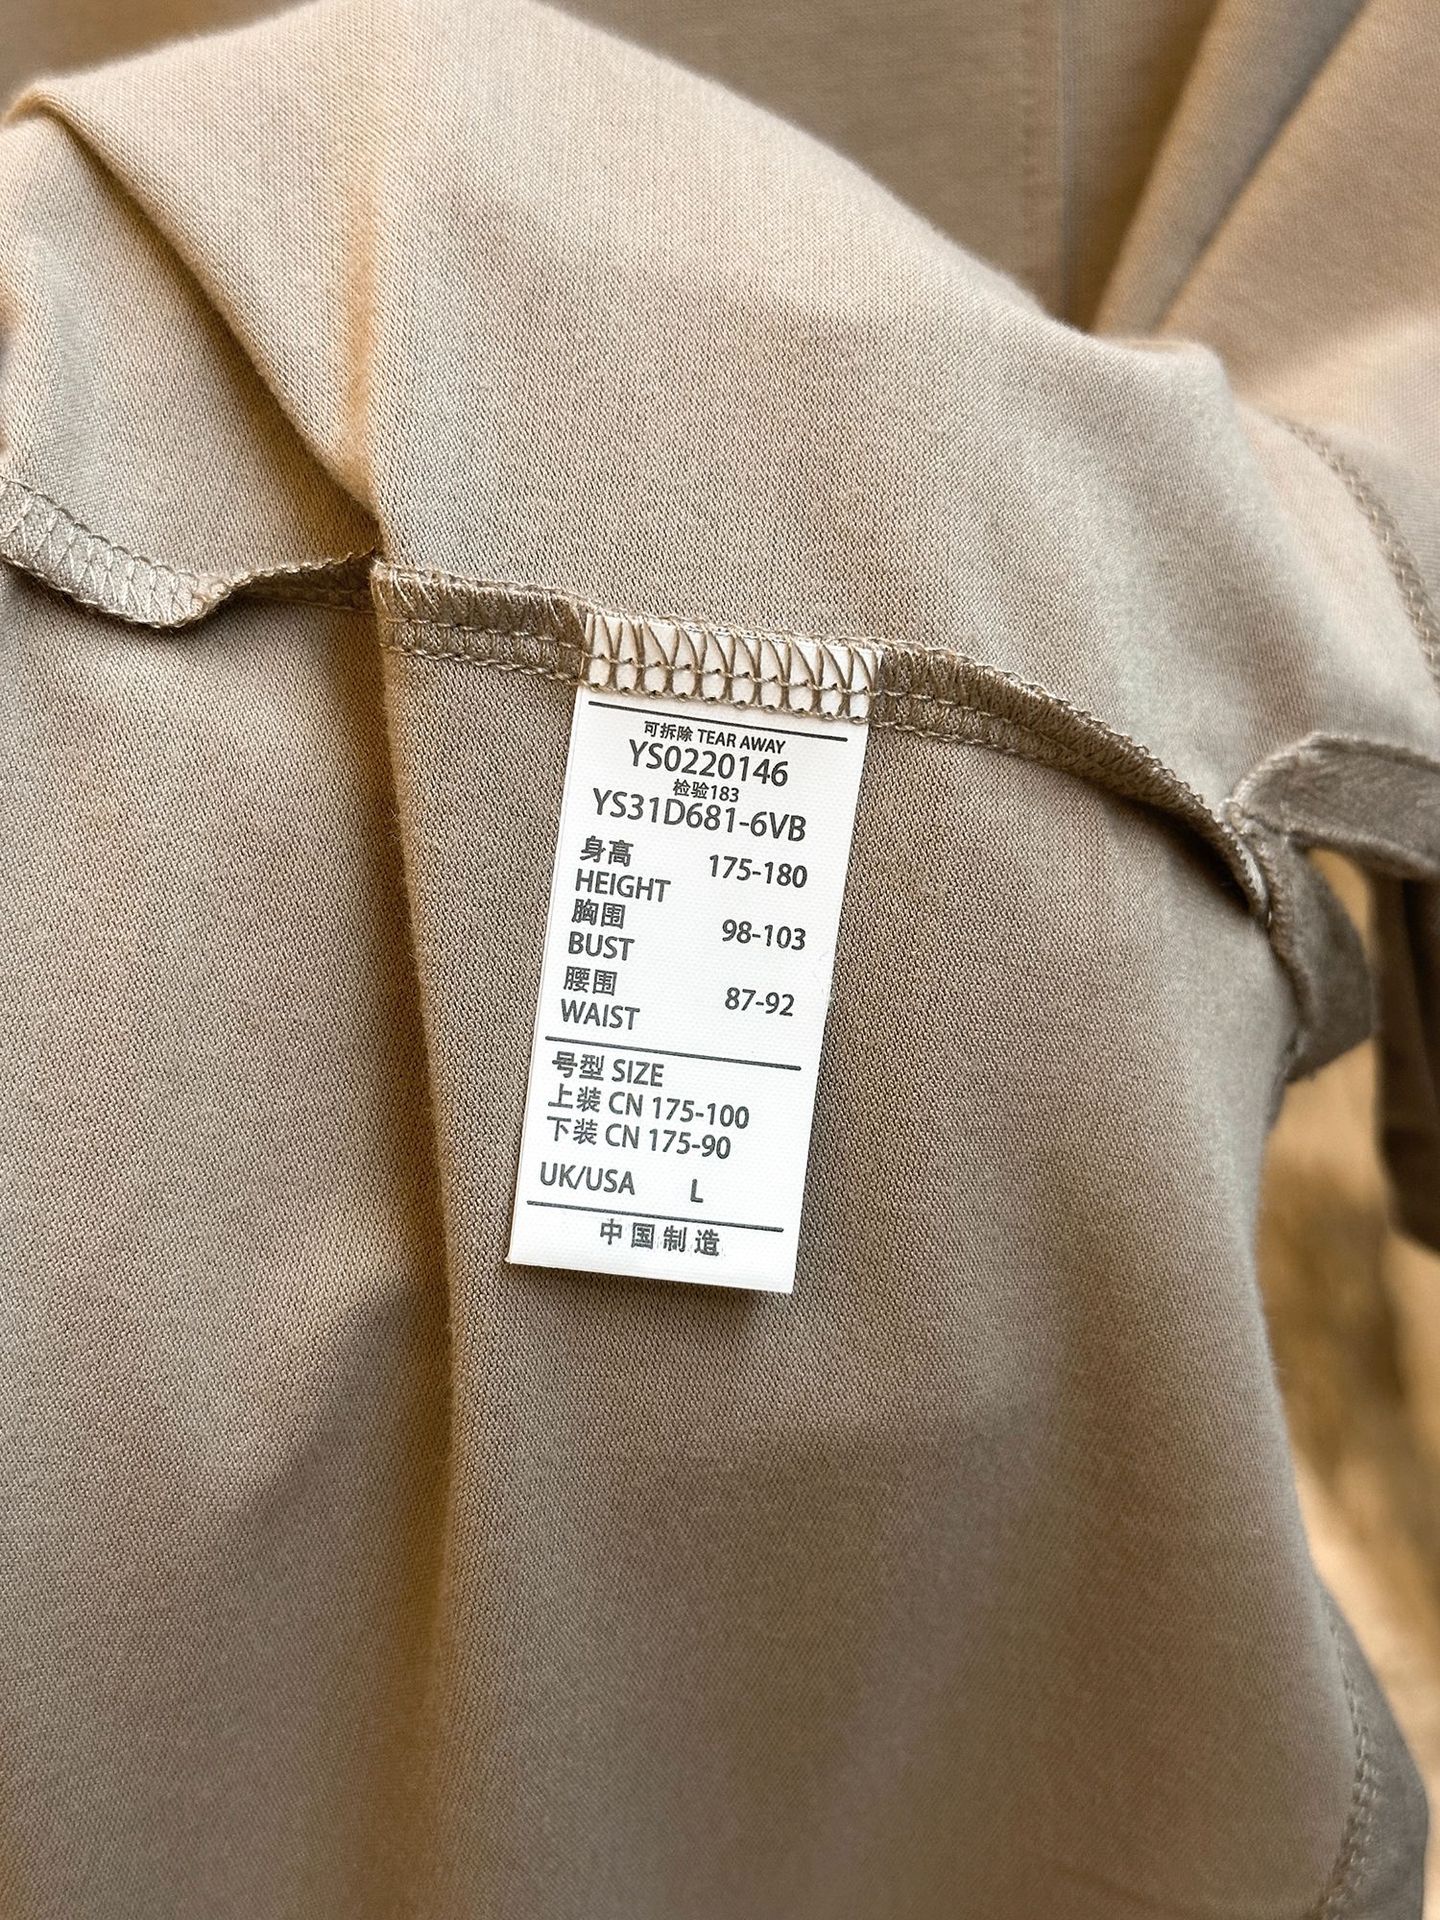 可拆除 TEAR AWAY
YS0220146
检验183
YS31D681-6VB
身高
HEIGHT 175-180
胸围
BUST 98-103
腰围
WAIST 87-92
号型 SIZE
上装 CN 175-100
下装 CN 175-90
UK/USA L
中国制造